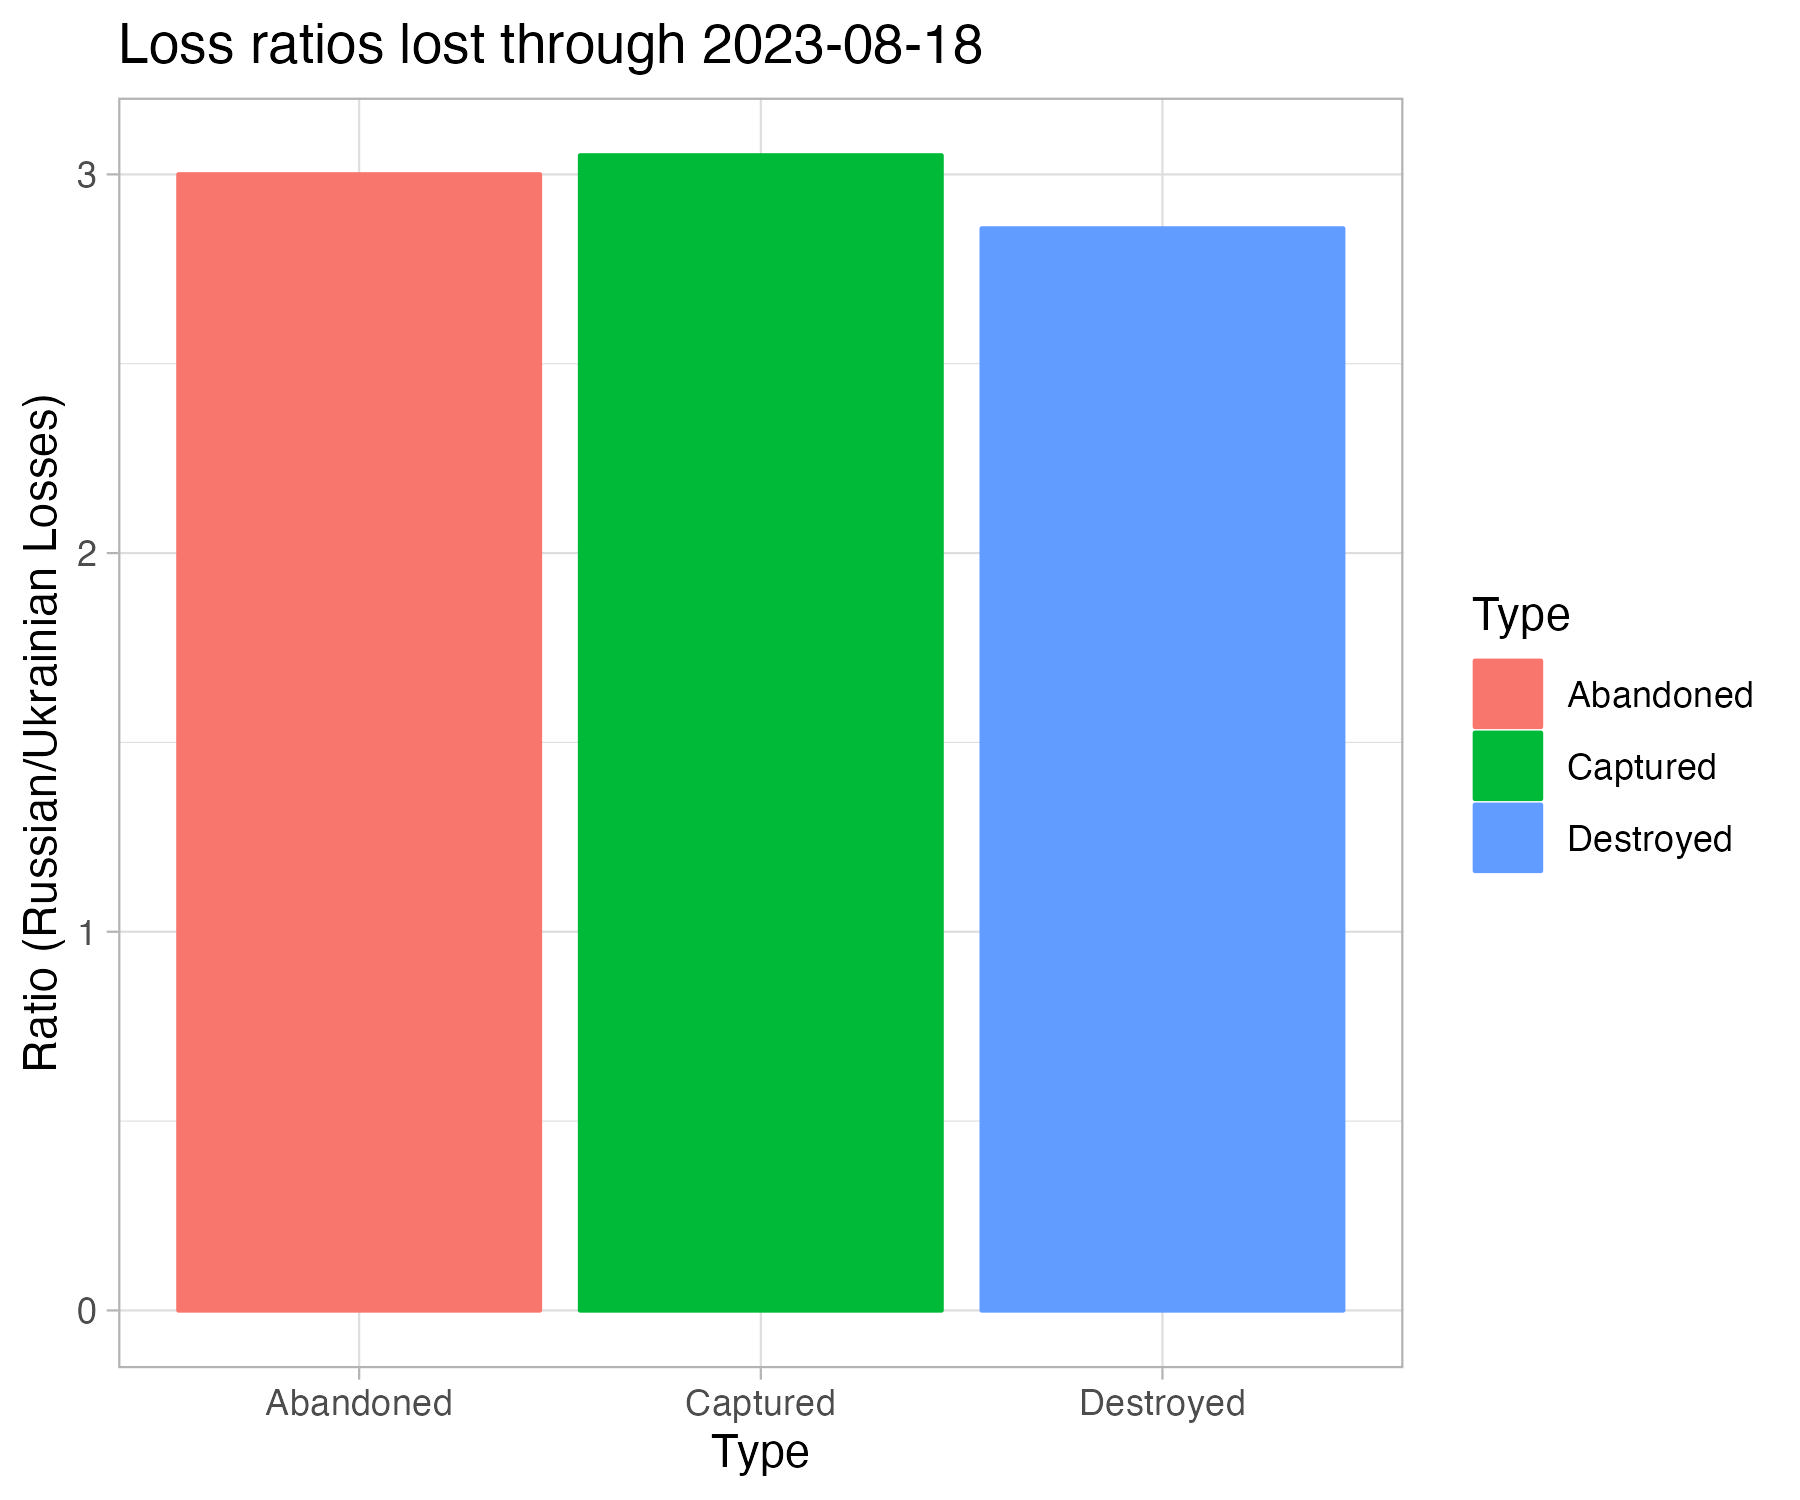 Loss ratios lost through 2023-08-18
Ratio (Russian/Ukrainian Losses)
3
2
1
0
Abandoned
Captured
Destroyed
Type
Type
Abandoned
Captured
Destroyed